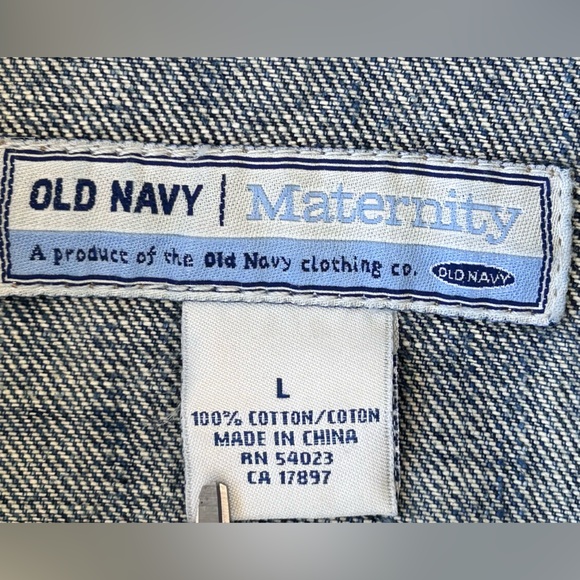 OLD NAVY | Maternity
A product of the Old Navy clothing co. OLD NAVY
L
100% COTTON/COTON
MADE IN CHINA
RN 54023
CA 17897